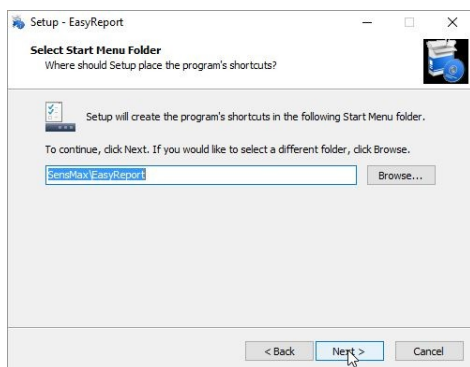 Setup - EasyReport
Select Start Menu Folder
Where should Setup place the program's shortcuts?
Setup will create the program's shortcuts in the following Start Menu folder.
To continue, click Next. If you would like to select a different folder, click Browse.
SensMax\EasyReport
Browse...
< Back
Next >
Cancel